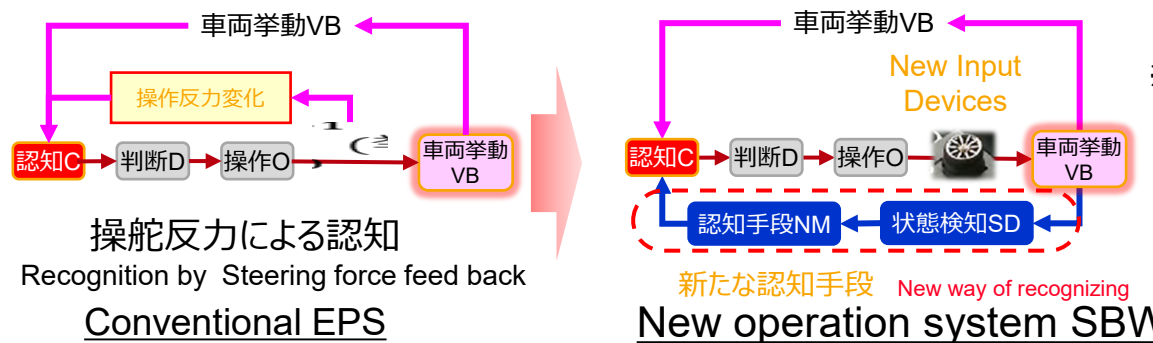 車両挙動VB
操作反力変化
認知C
判断D
操作O
車両挙動
VB
操舵反力による認知
Recognition by Steering force feed back
Conventional EPS
車両挙動VB
New Input
Devices
認知C
判断D
操作O
車両挙動
VB
認知手段NM
状態検知SD
新たな認知手段
New way of recognizing
New operation system SBW